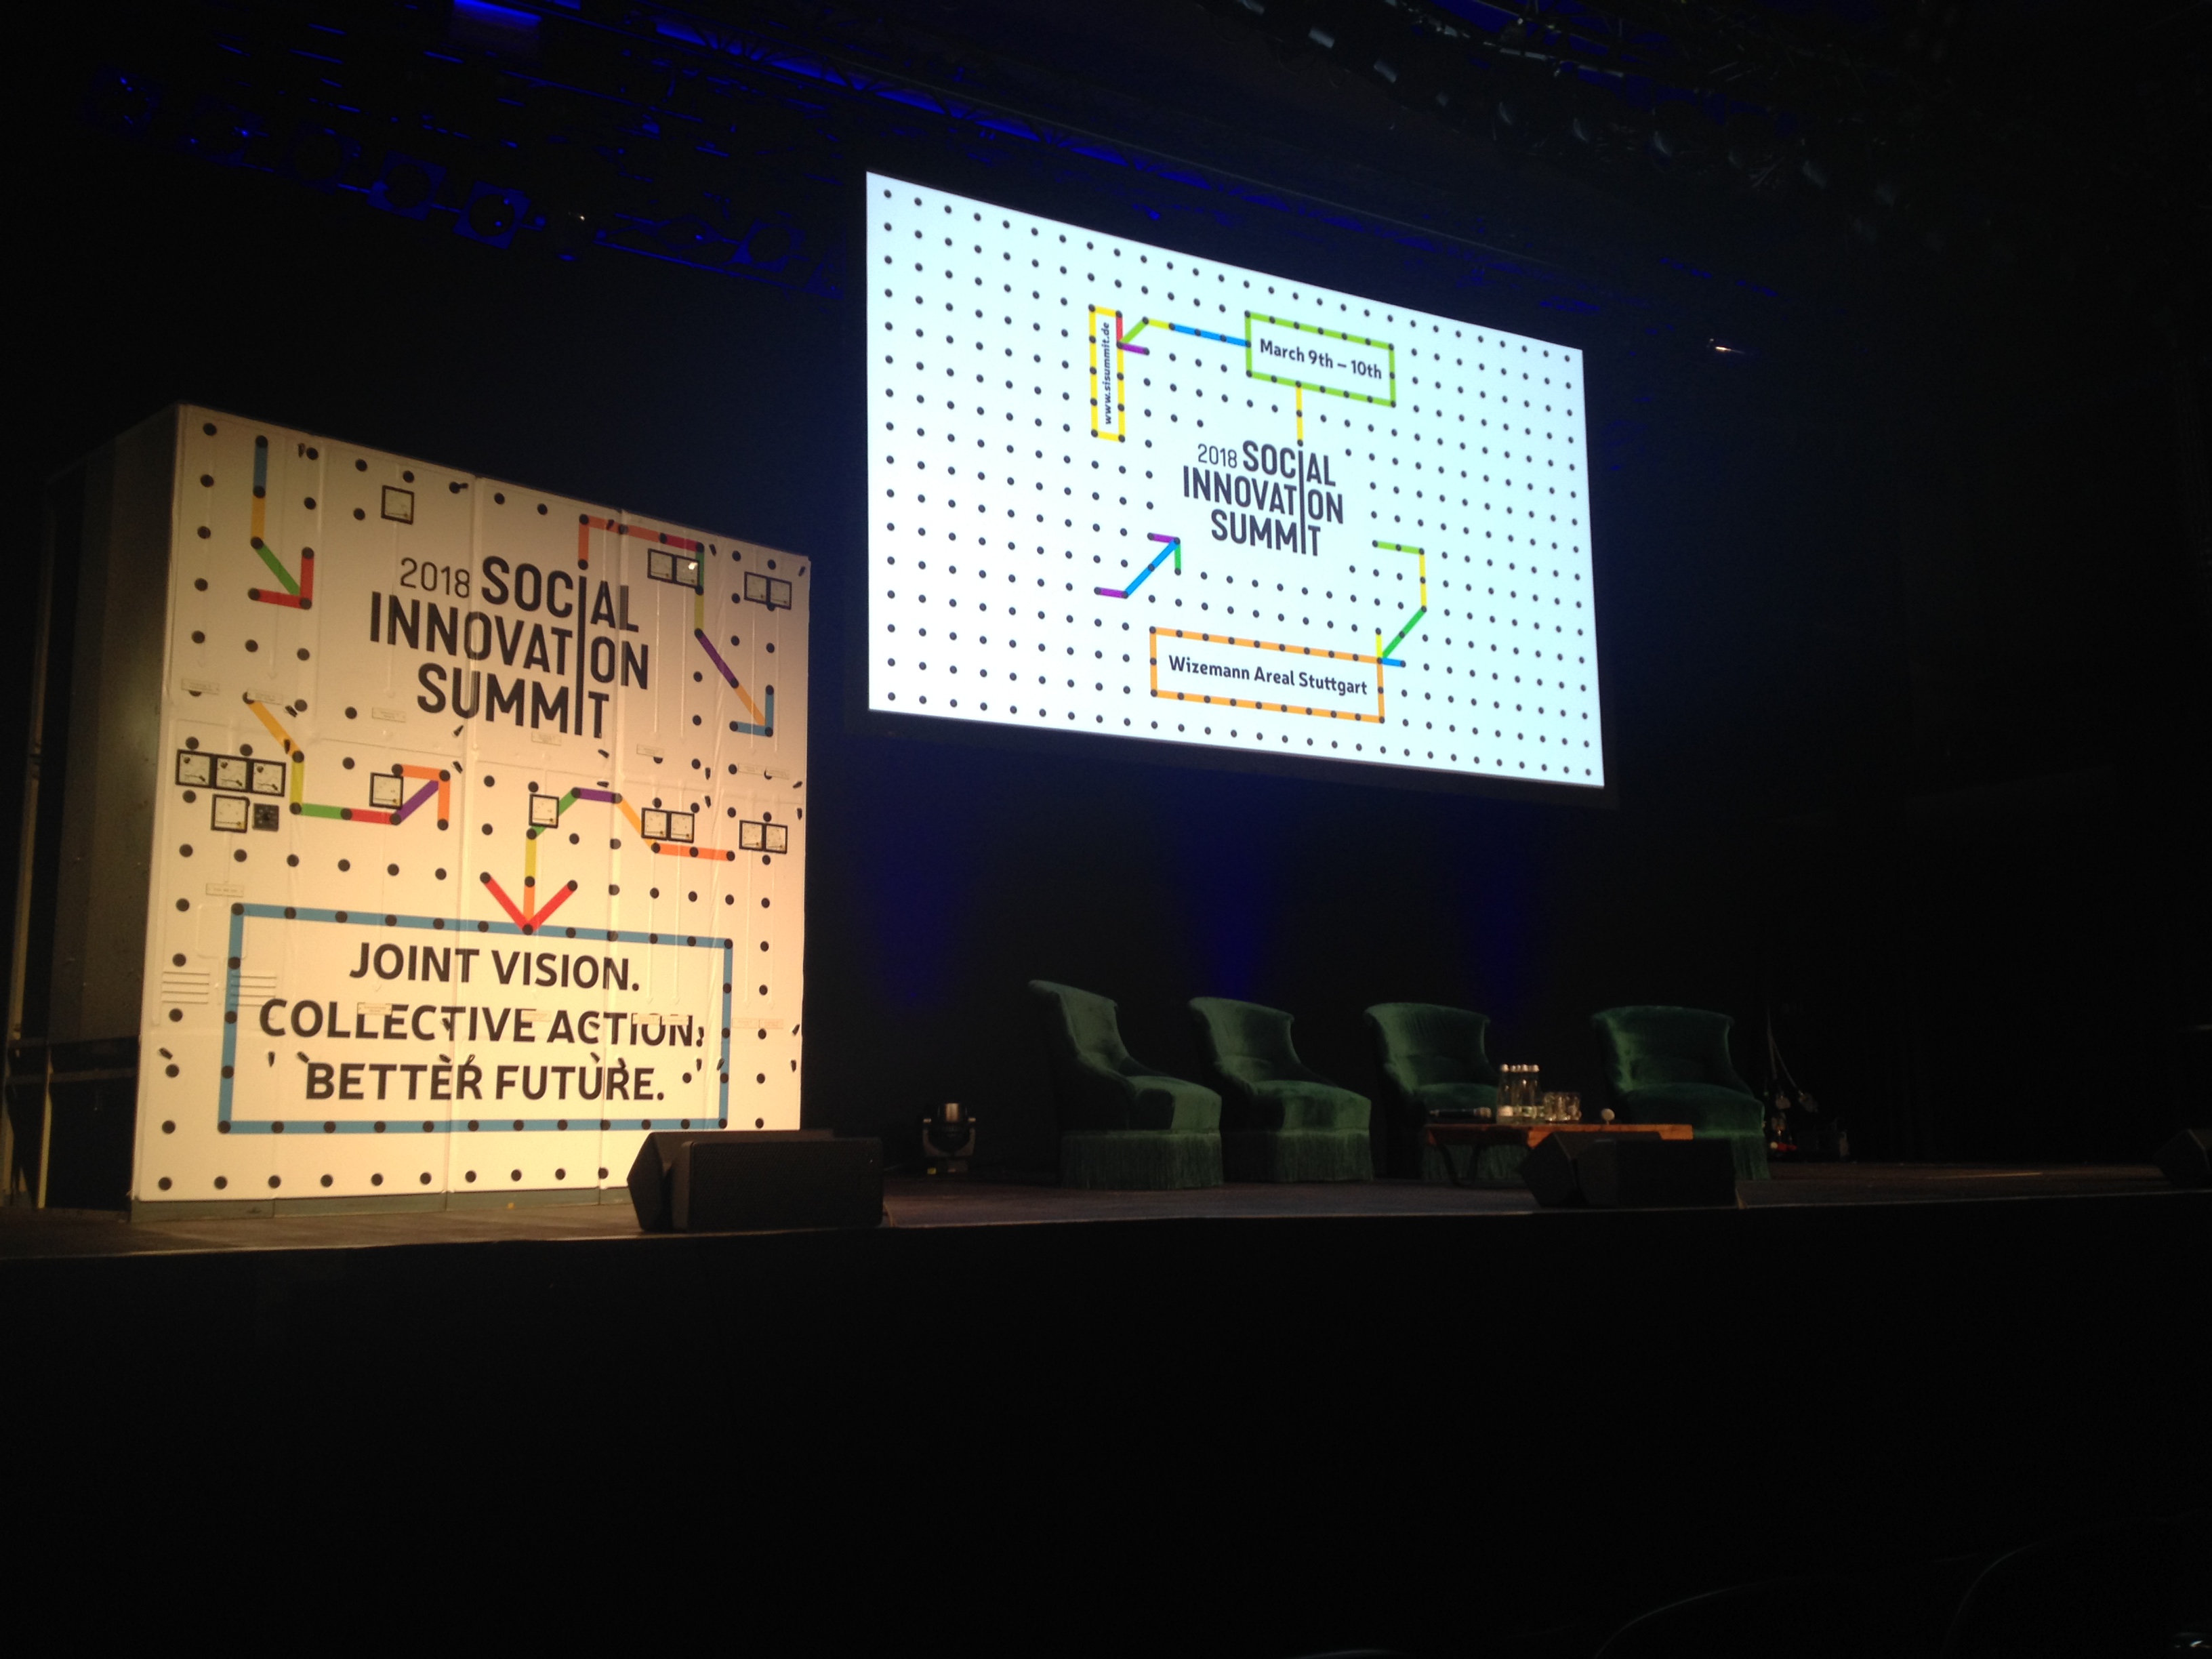 2018 SOCIAL
INNOVATION
SUMMIT
JOINT VISION.
COLLECTIVE ACTION.
BETTER FUTURE.
www.sisummit.de
March 9th – 10th
2018 SOCIAL
INNOVATION
SUMMIT
Wizemann Areal Stuttgart